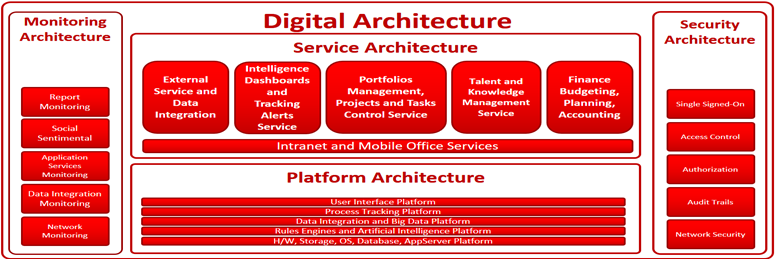 Digital Architecture
Monitoring
Architecture
Report
Monitoring
Social
Sentimental
Application
Services
Monitoring
Data Integration
Monitoring
Network
Monitoring
Service Architecture
External
Service and
Data
Integration
Intelligence
Dashboards
and
Tracking
Alerts
Service
Portfolios
Management,
Projects and Tasks
Control Service
Talent and
Knowledge
Management
Service
Finance
Budgeting,
Planning,
Accounting
Intranet and Mobile Office Services
Platform Architecture
User Interface Platform
Process Tracking Platform
Data Integration and Big Data Platform
Rules Engines and Artificial Intelligence Platform
H/W, Storage, OS, Database, AppServer Platform
Security
Architecture
Single Signed-On
Access Control
Authorization
Audit Trails
Network Security